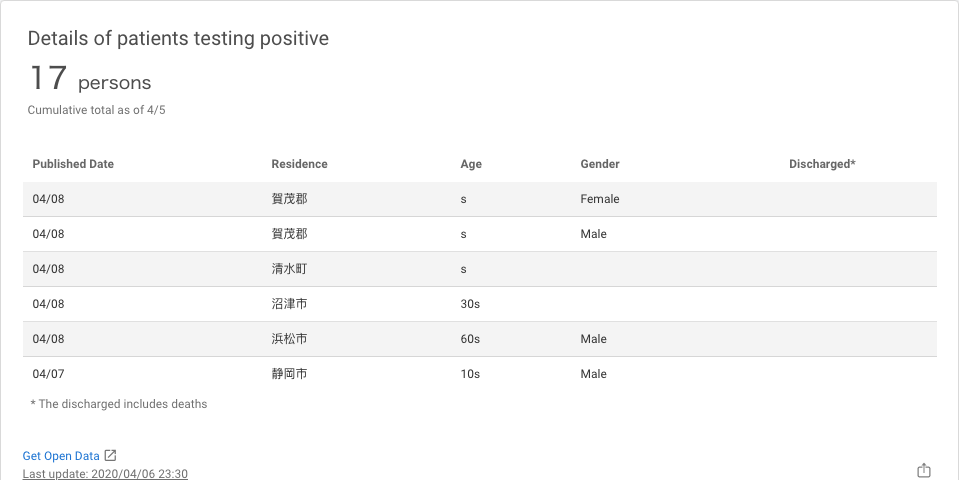 Details of patients testing positive
17 persons
Cumulative total as of 4/5
Published Date Residence Age Gender Discharged*
04/08 賀茂郡 s Female
04/08 賀茂郡 s Male
04/08 清水町 s
04/08 沼津市 30s
04/08 浜松市 60s Male
04/07 静岡市 10s Male
* The discharged includes deaths
Get Open Data
Last update: 2020/04/06 23:30